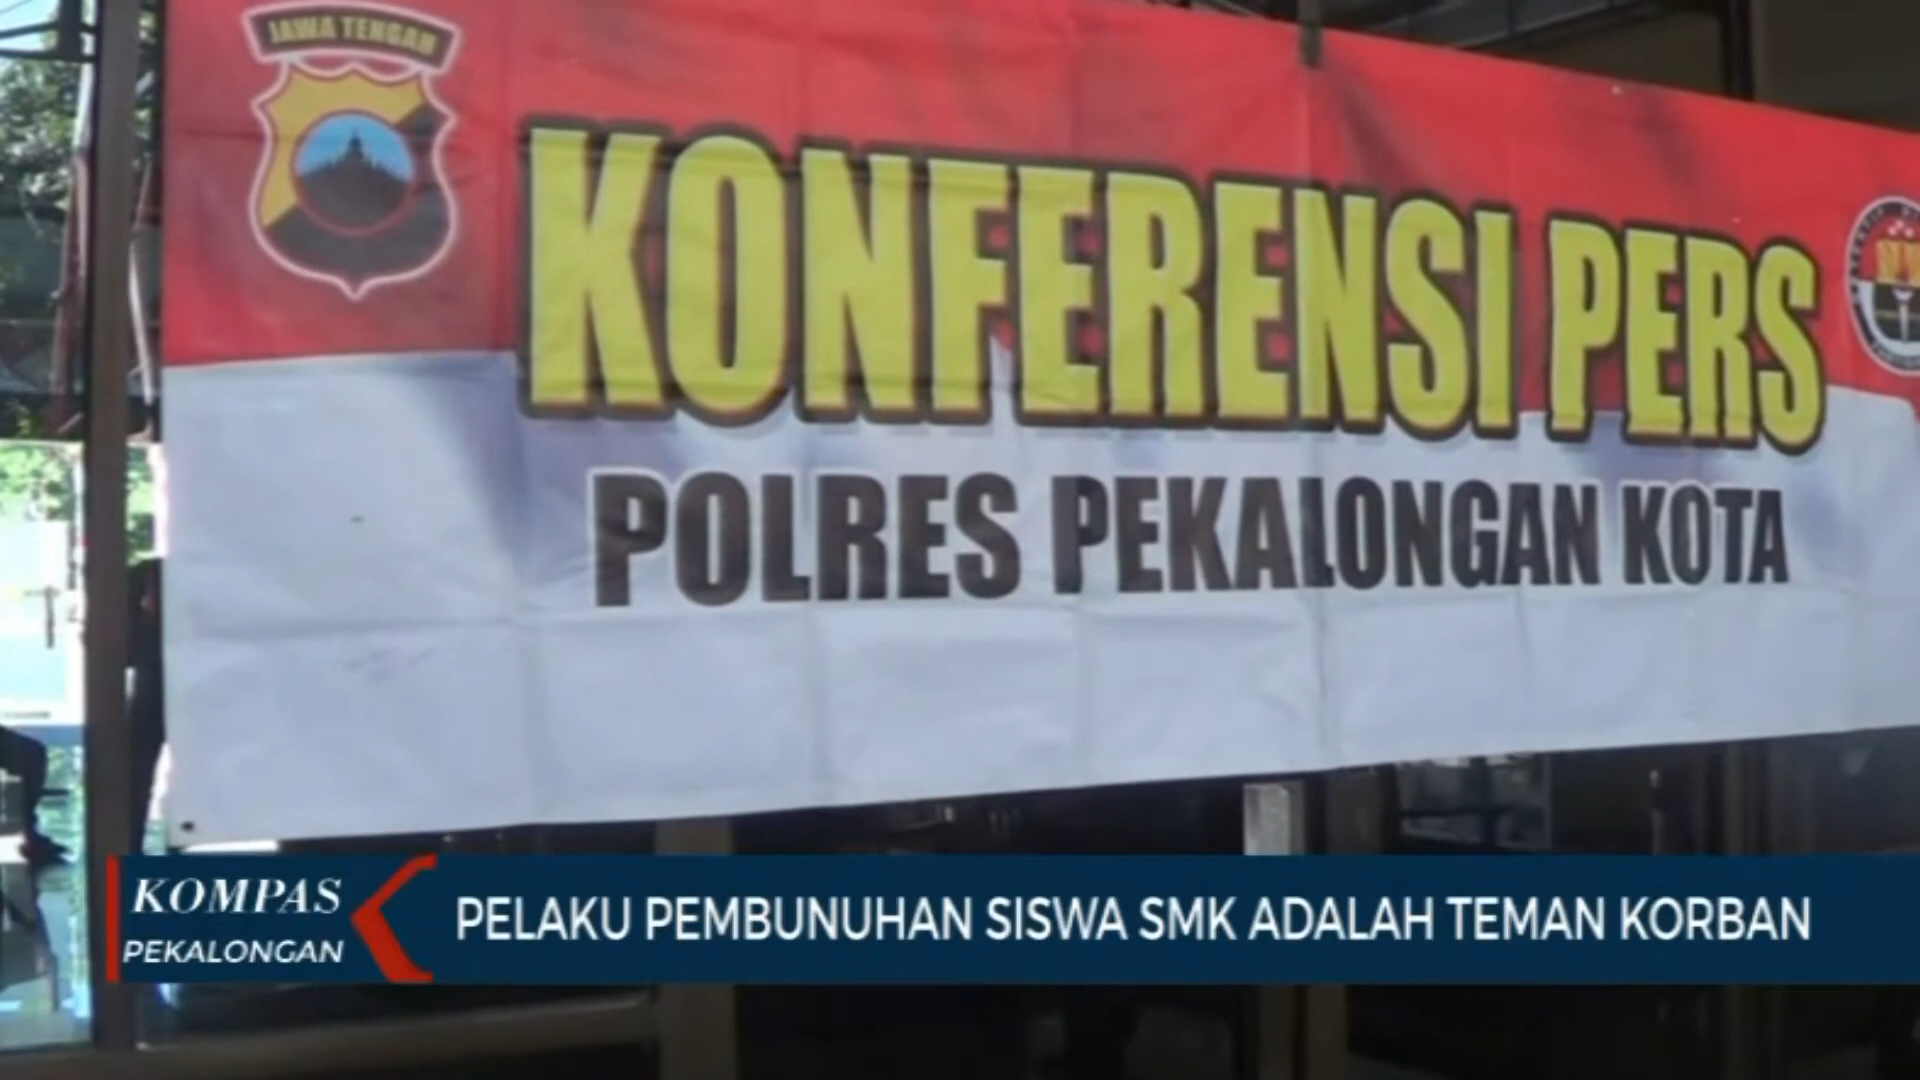 JAWA TENGAH
KONFERENSI PERS
POLRES PEKALONGAN KOTA
KOMPAS
PEKALONGAN
PELAKU PEMBUNUHAN SISWA SMK ADALAH TEMAN KORBAN